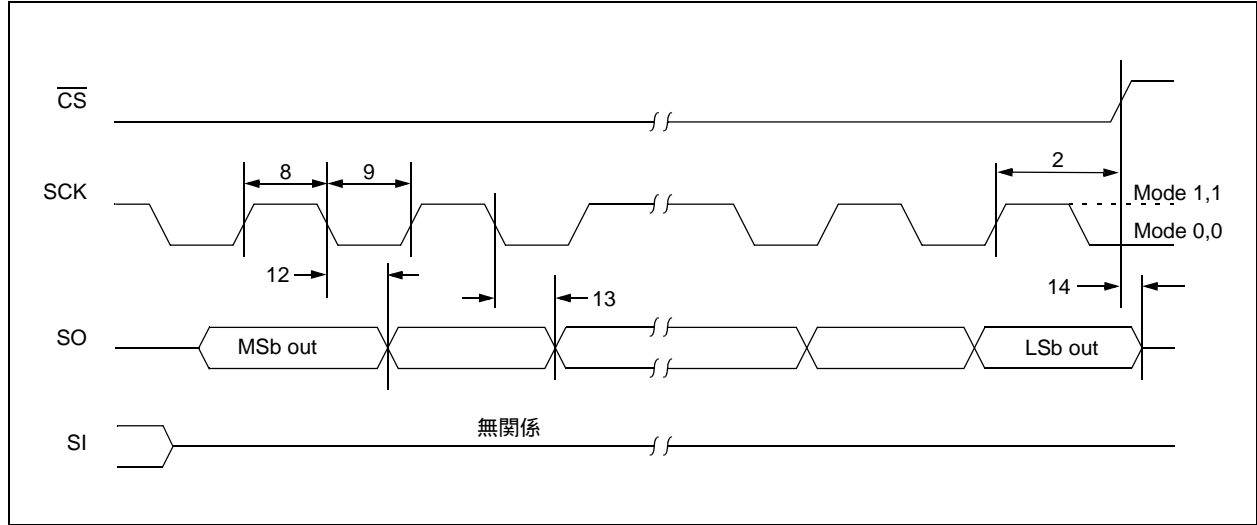 CS
SCK
8
9
2
Mode 1,1
Mode 0,0
12
13
14
SO
MSb out
LSb out
SI
無関係